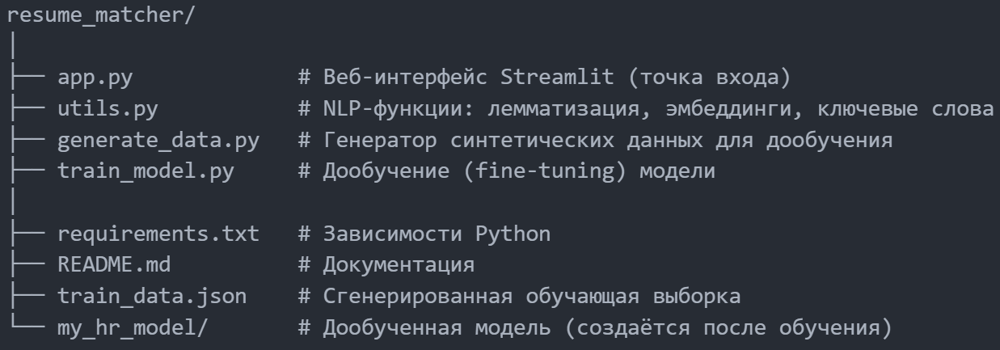 resume_matcher/
│
├── app.py             # Веб-интерфейс Streamlit (точка входа)
├── utils.py           # NLP-функции: лемматизация, эмбеддинги, ключевые слова
├── generate_data.py   # Генератор синтетических данных для дообучения
├── train_model.py     # Дообучение (fine-tuning) модели
│
├── requirements.txt   # Зависимости Python
├── README.md          # Документация
├── train_data.json    # Сгенерированная обучающая выборка
└── my_hr_model/       # Дообученная модель (создаётся после обучения)